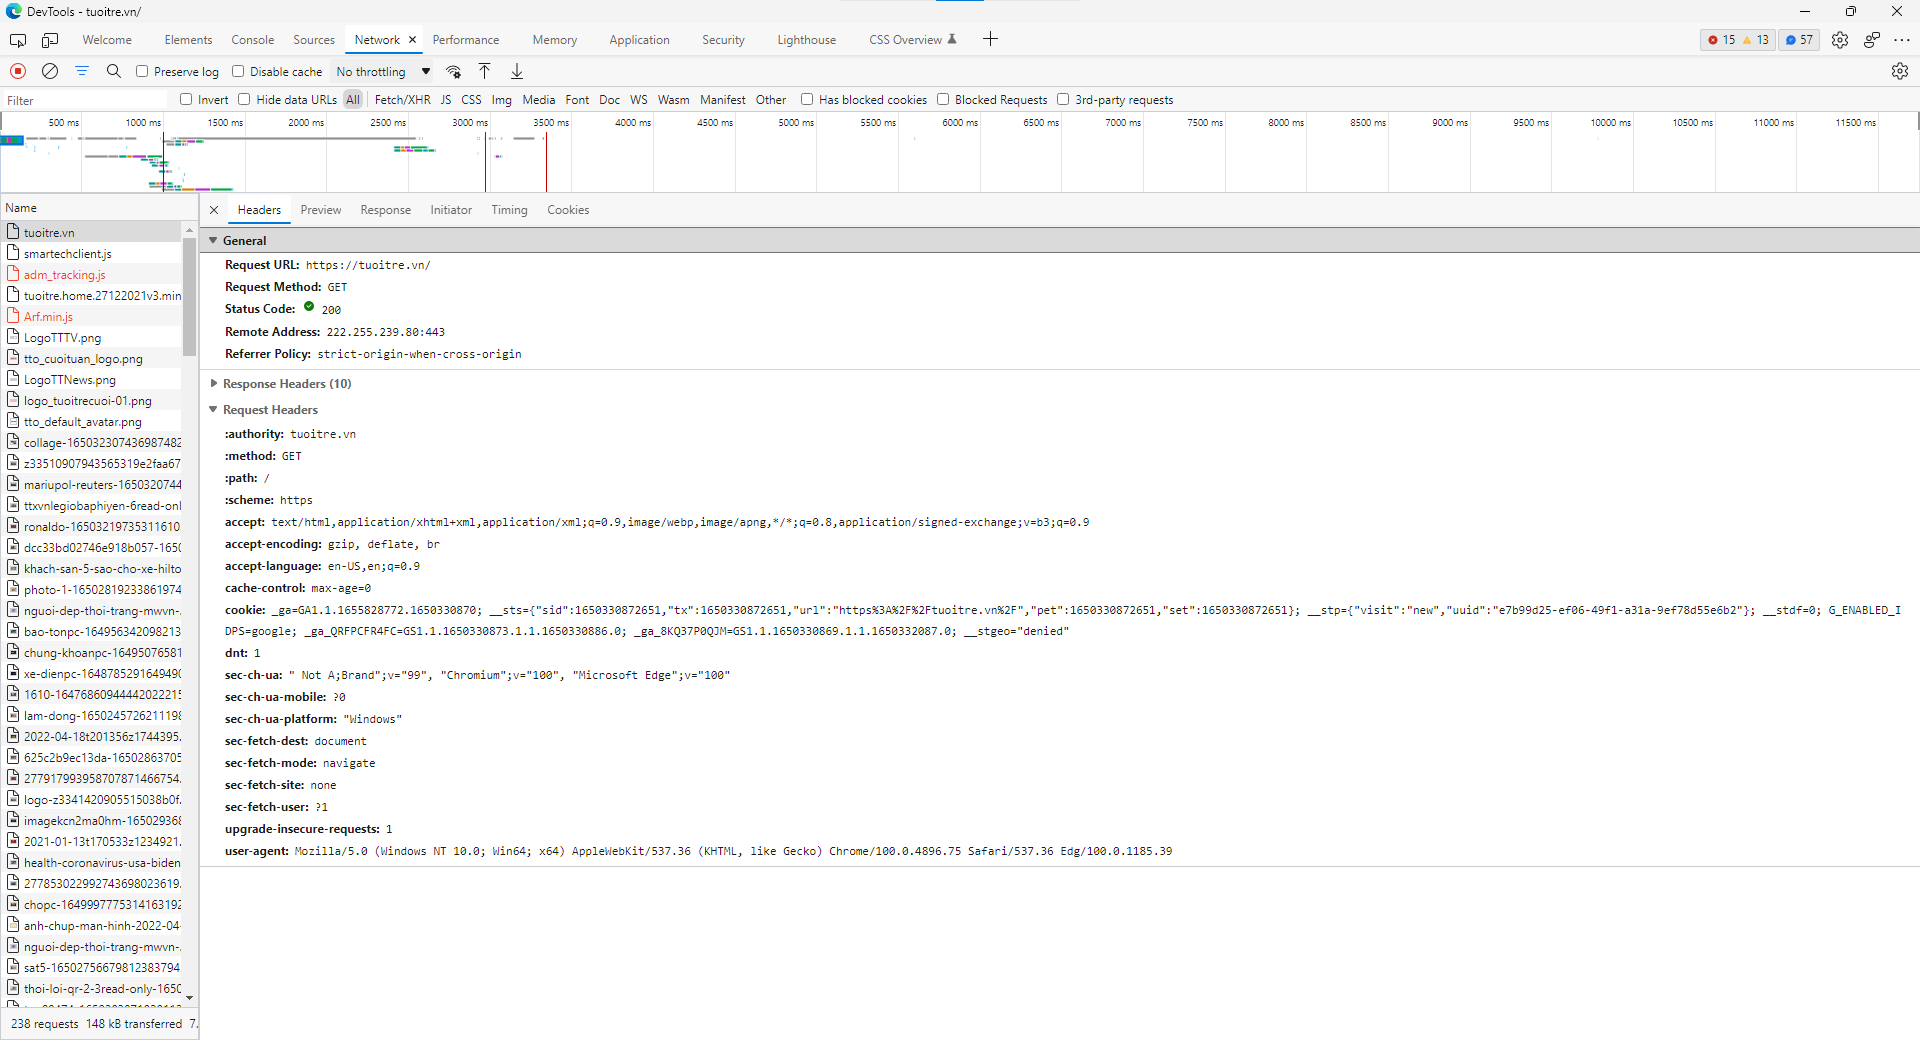 DevTools - tuoitre.vn/
Welcome Elements Console Sources Network Performance Memory Application Security Lighthouse CSS Overview 15 13 57
Preserve log Disable cache No throttling
Filter Invert Hide data URLs All Fetch/XHR JS CSS Img Media Font Doc WS Wasm Manifest Other Has blocked cookies Blocked Requests 3rd-party requests
500 ms 1000 ms 1500 ms 2000 ms 2500 ms 3000 ms 3500 ms 4000 ms 4500 ms 5000 ms 5500 ms 6000 ms 6500 ms 7000 ms 7500 ms 8000 ms 8500 ms 9000 ms 9500 ms 10000 ms 10500 ms 11000 ms 11500 ms
Name
tuoitre.vn
smartechclient.js
adm_tracking.js
tuoitre.home.27122021v3.min
Arf.min.js
LogoTTTV.png
tto_cuoituan_logo.png
LogoTTNews.png
logo_tuoitrecuoi-01.png
tto_default_avatar.png
collage-165032307436987482
z33510907943565319e2faa67
mariupol-reuters-1650320744
ttxvnlegiobaphiyen-6read-onl
ronaldo-16503219735311610
dcc33bd02746e918b057-1650
khach-san-5-sao-cho-xe-hilto
photo-1-16502819233861974
nguoi-dep-thoi-trang-mwvn-.
bao-tonpc-164956342098213
chung-khoanpc-16495076581
xe-dienpc-1648785291649490
1610-16476860944442022215
lam-dong-1650245726211198
2022-04-18t201356z1744395.
625c2b9ec13da-16502863705
277917993958707871466754.
logo-z3341420905515038b0f.
imagekcn2ma0hm-165029368
2021-01-13t170533z1234921.
health-coronavirus-usa-biden
277853022992743698023619.
chopc-1649997775314163192
anh-chup-man-hinh-2022-04-
nguoi-dep-thoi-trang-mwvn-.
sat5-16502756679812383794
thoi-loi-qr-2-3read-only-1650
238 requests 148 kB transferred 7.
Headers Preview Response Initiator Timing Cookies
General
Request URL: https://tuoitre.vn/
Request Method: GET
Status Code: 200
Remote Address: 222.255.239.80:443
Referrer Policy: strict-origin-when-cross-origin
Response Headers (10)
Request Headers
:authority: tuoitre.vn
:method: GET
:path: /
:scheme: https
accept: text/html,application/xhtml+xml,application/xml;q=0.9,image/webp,image/apng,*/*;q=0.8,application/signed-exchange;v=b3;q=0.9
accept-encoding: gzip, deflate, br
accept-language: en-US,en;q=0.9
cache-control: max-age=0
cookie: _ga=GA1.1.1655828772.1650330870; __sts={"sid":1650330872651,"tx":1650330872651,"url":"https%3A%2F%2Ftuoitre.vn%2F","pet":1650330872651,"set":1650330872651}; __stp={"visit":"new","uuid":"e7b99d25-ef06-49f1-a31a-9ef78d55e6b2"}; __stdf=0; G_ENABLED_I
DPS=google; _ga_QRFPCFR4FC=GS1.1.1650330873.1.1.1650330886.0; _ga_8KQ37P0QJM=GS1.1.1650330869.1.1.1650332087.0; __stgeo="denied"
dnt: 1
sec-ch-ua: " Not A;Brand";v="99", "Chromium";v="100", "Microsoft Edge";v="100"
sec-ch-ua-mobile: ?0
sec-ch-ua-platform: "Windows"
sec-fetch-dest: document
sec-fetch-mode: navigate
sec-fetch-site: none
sec-fetch-user: ?1
upgrade-insecure-requests: 1
user-agent: Mozilla/5.0 (Windows NT 10.0; Win64; x64) AppleWebKit/537.36 (KHTML, like Gecko) Chrome/100.0.4896.75 Safari/537.36 Edg/100.0.1185.39